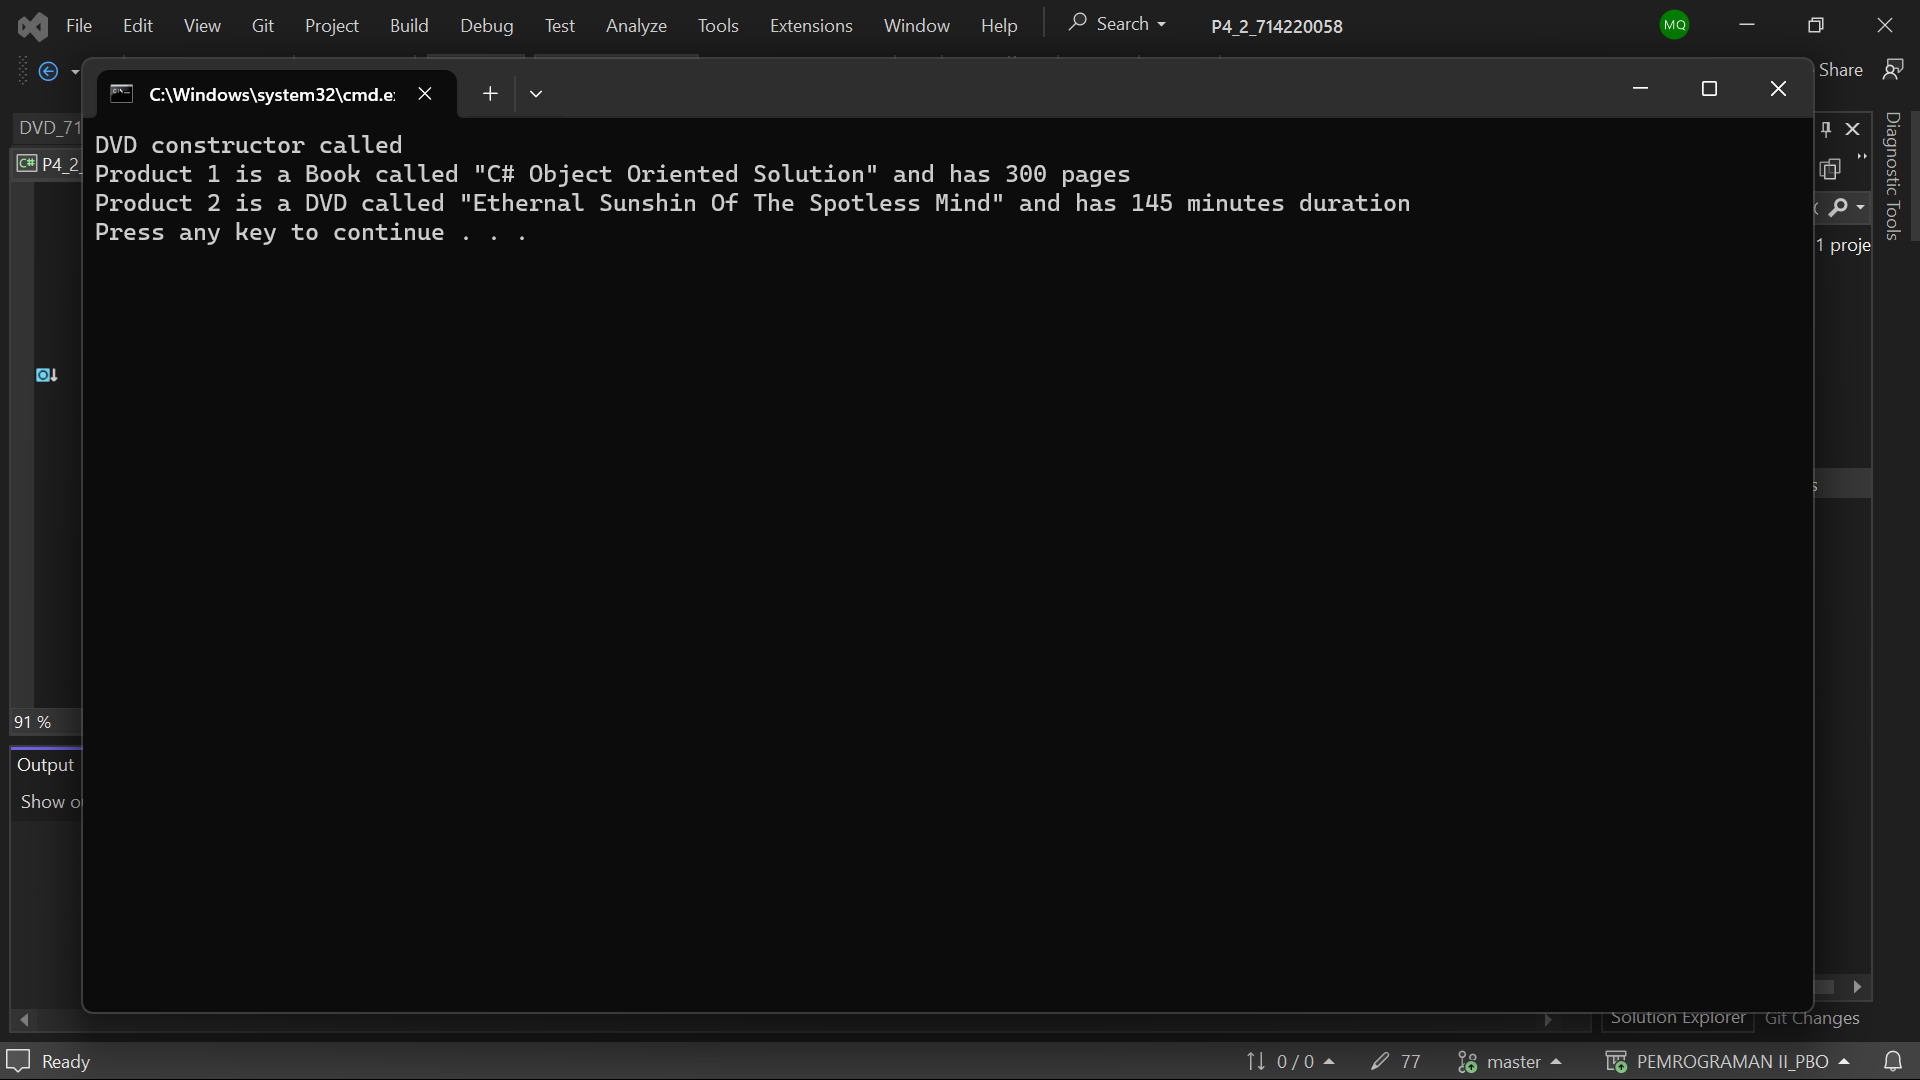 File Edit View Git Project Build Debug Test Analyze Tools Extensions Window Help Search P4_2_714220058 MQ
Share
C:\Windows\system32\cmd.e
DVD_71
P4_2_
DVD constructor called
Product 1 is a Book called "C# Object Oriented Solution" and has 300 pages
Product 2 is a DVD called "Ethernal Sunshin Of The Spotless Mind" and has 145 minutes duration
Press any key to continue . . .
Diagnostic Tools
1 proje
91 %
Output
Show o
Solution Explorer Git Changes
Ready 0 / 0 77 master PEMROGRAMAN II_PBO